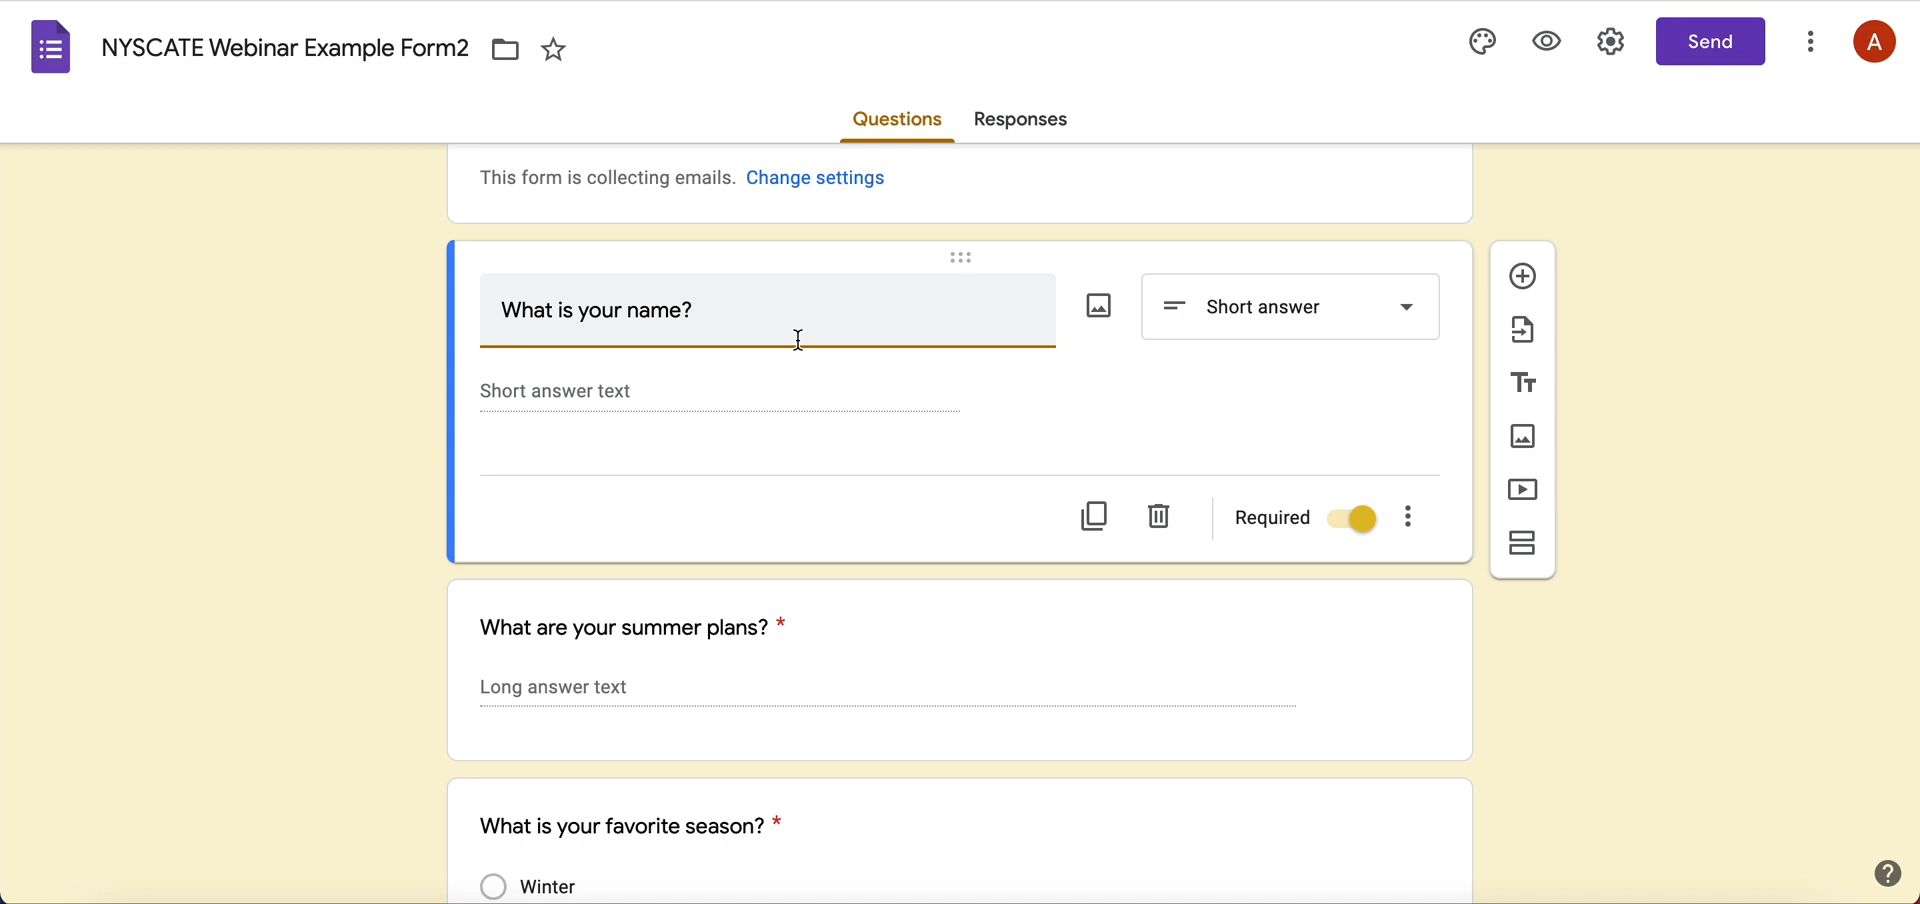 NYSCATE Webinar Example Form2
Send
A
Questions
Responses
This form is collecting emails. Change settings
What is your name?
Short answer
Short answer text
Required
What are your summer plans? *
Long answer text
What is your favorite season? *
Winter